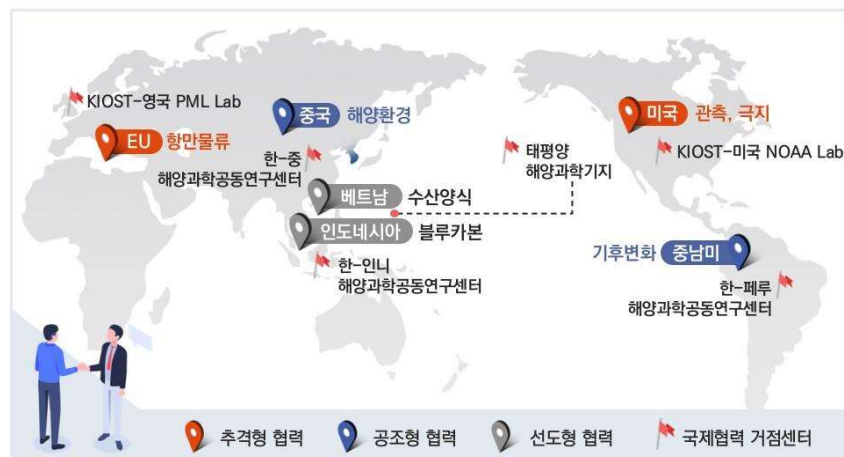 KIOST-영국 PML Lab
EU 항만물류
중국 해양환경
한-중
해양과학공동연구센터
베트남 수산양식
인도네시아 블루카본
한-인니
해양과학공동연구센터
태평양
해양과학기지
미국 관측, 극지
KIOST-미국 NOAA Lab
기후변화 중남미
한-페루
해양과학공동연구센터
추격형 협력 공조형 협력 선도형 협력 국제협력 거점센터